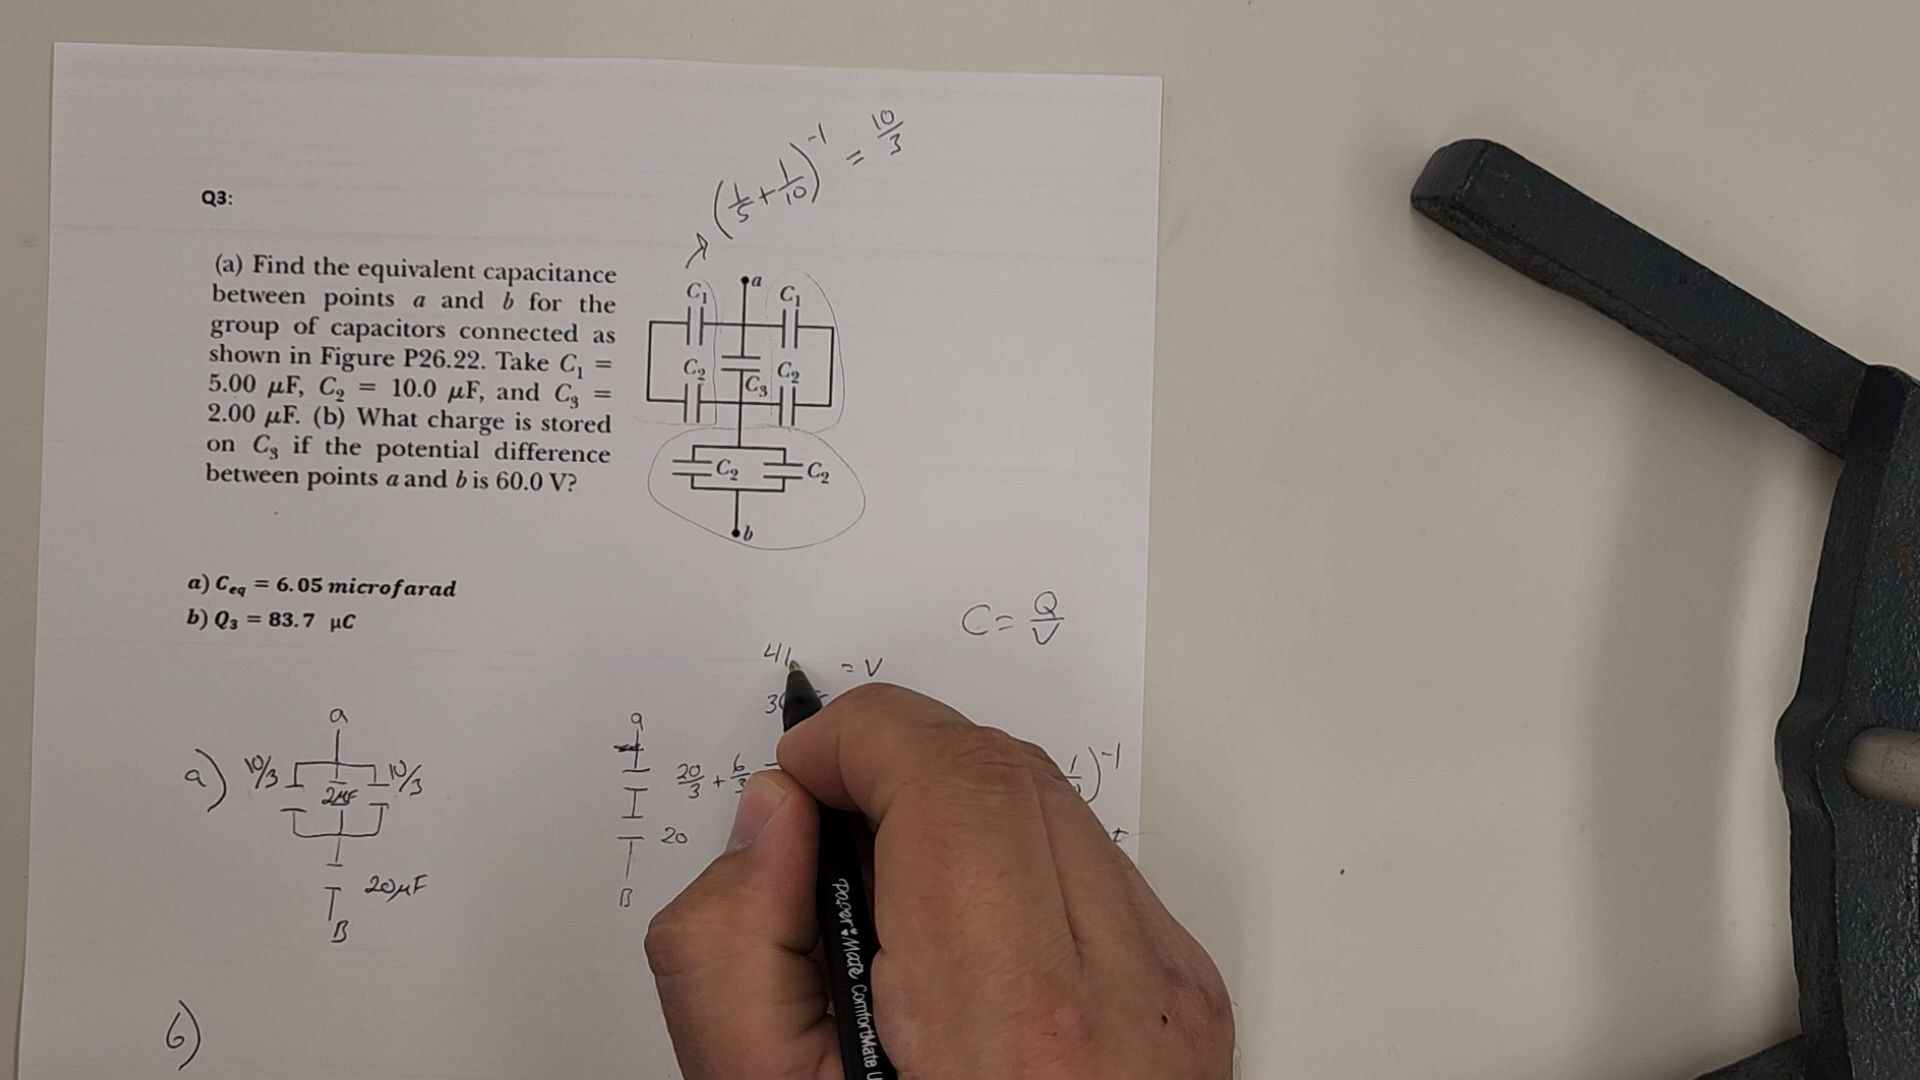 (1/5 + 1/10)^-1 = 10/3
Q3:
(a) Find the equivalent capacitance
between points a and b for the
group of capacitors connected as
shown in Figure P26.22. Take C₁ =
5.00 μF, C₂ = 10.0 μF, and C₃ =
2.00 μF. (b) What charge is stored
on C₃ if the potential difference
between points a and b is 60.0 V?
a
C₁ C₁
C₂ C₃ C₂
C₂ C₂
b
a) Ceq = 6.05 microfarad
b) Q₃ = 83.7 μC
C = Q/V
41 = V
a
a) 10/3 10/3
2μF
20μF
B
a
20/3 + 6/3
20
B
)^-1
b)
paper mate ComfortMate U